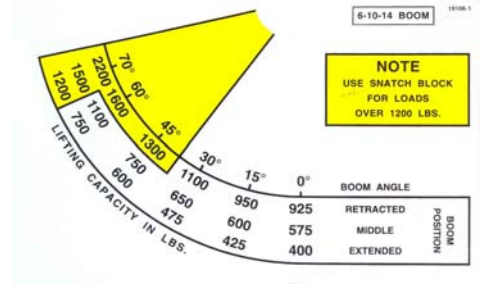 6-10-14 BOOM
19106-1
NOTE
USE SNATCH BLOCK
FOR LOADS
OVER 1200 LBS.
70° 60° 45° 30° 15° 0° BOOM ANGLE
2200 1600 1300 1100 950 925 RETRACTED
1500 1100 750 650 600 575 MIDDLE
1200 750 600 475 425 400 EXTENDED
BOOM
POSITION
LIFTING CAPACITY IN LBS.